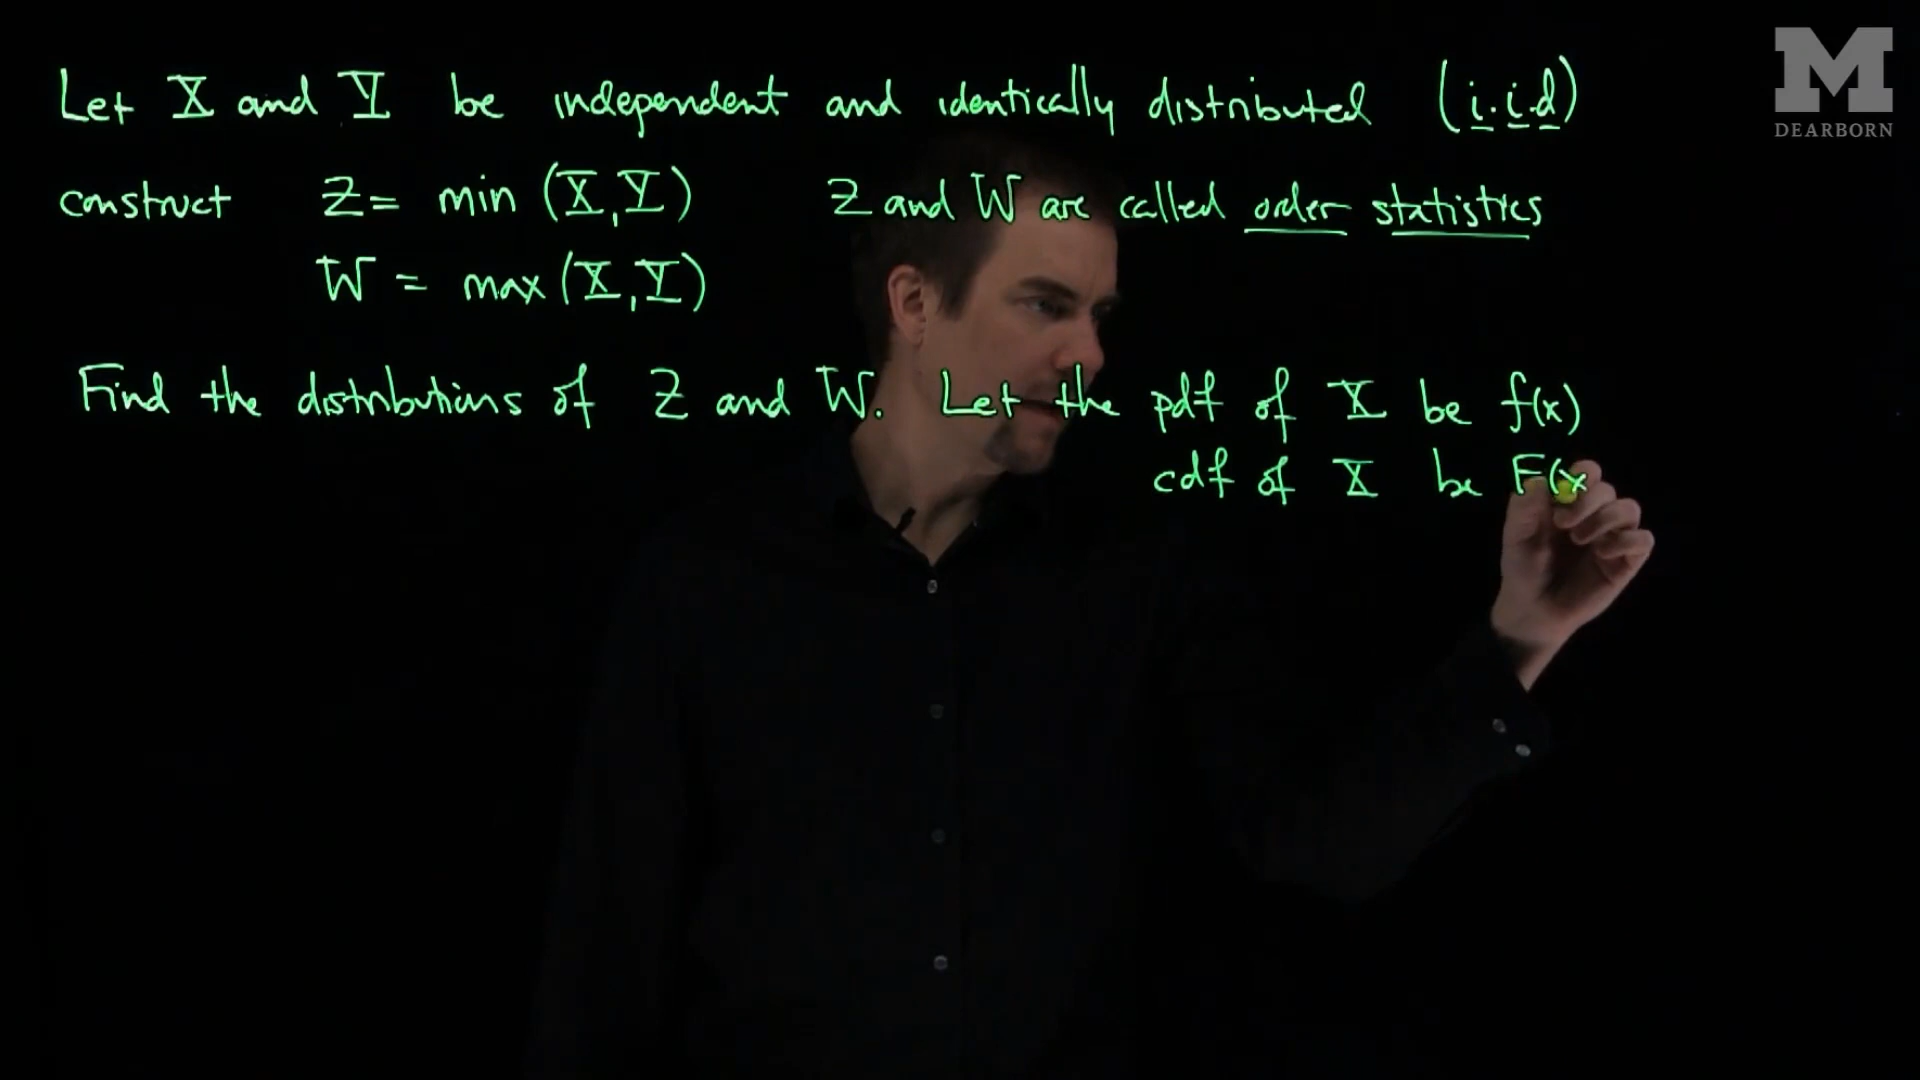 Let X and Y be independent and identically distributed (i.i.d)
M
DEARBORN
construct Z = min (X,Y) Z and W are called order statistics
W = max (X,Y)
Find the distributions of Z and W. Let the pdf of X be f(x)
cdf of X be F(x